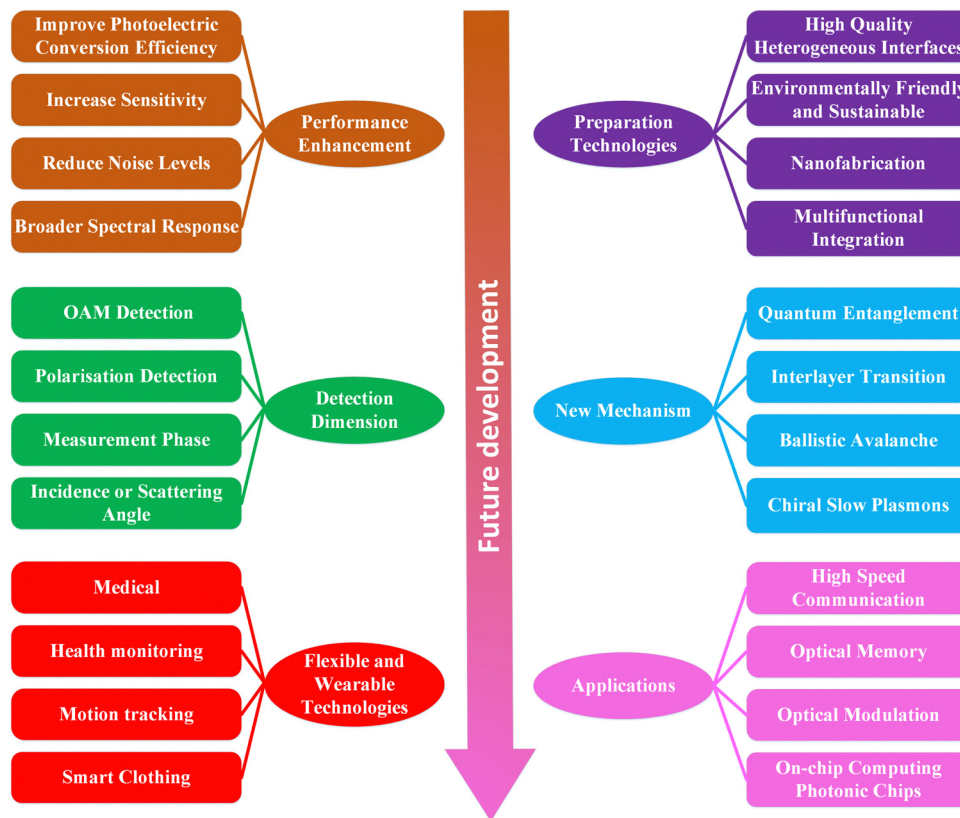 Improve Photoelectric
Conversion Efficiency
Increase Sensitivity
Reduce Noise Levels
Broader Spectral Response
Performance
Enhancement
OAM Detection
Polarisation Detection
Measurement Phase
Incidence or Scattering
Angle
Detection
Dimension
Medical
Health monitoring
Motion tracking
Smart Clothing
Flexible and
Wearable
Technologies
Future development
Preparation
Technologies
High Quality
Heterogeneous Interfaces
Environmentally Friendly
and Sustainable
Nanofabrication
Multifunctional
Integration
New Mechanism
Quantum Entanglement
Interlayer Transition
Ballistic Avalanche
Chiral Slow Plasmons
Applications
High Speed
Communication
Optical Memory
Optical Modulation
On-chip Computing
Photonic Chips